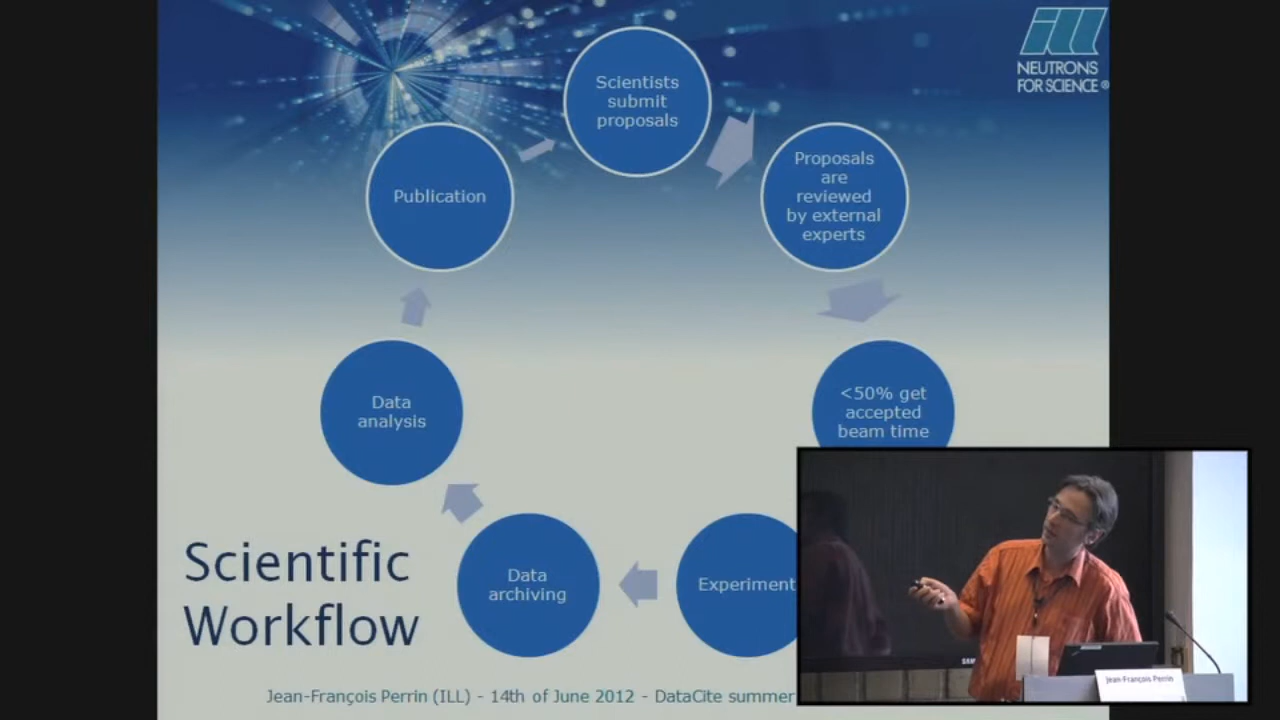 ill
NEUTRONS
FOR SCIENCE®
Scientists
submit
proposals
Proposals
are
reviewed
by external
experts
<50% get
accepted
beam time
Experiment
Data
archiving
Data
analysis
Publication
Scientific
Workflow
Jean-François Perrin (ILL) - 14th of June 2012 - DataCite summer
Jean-François Perrin